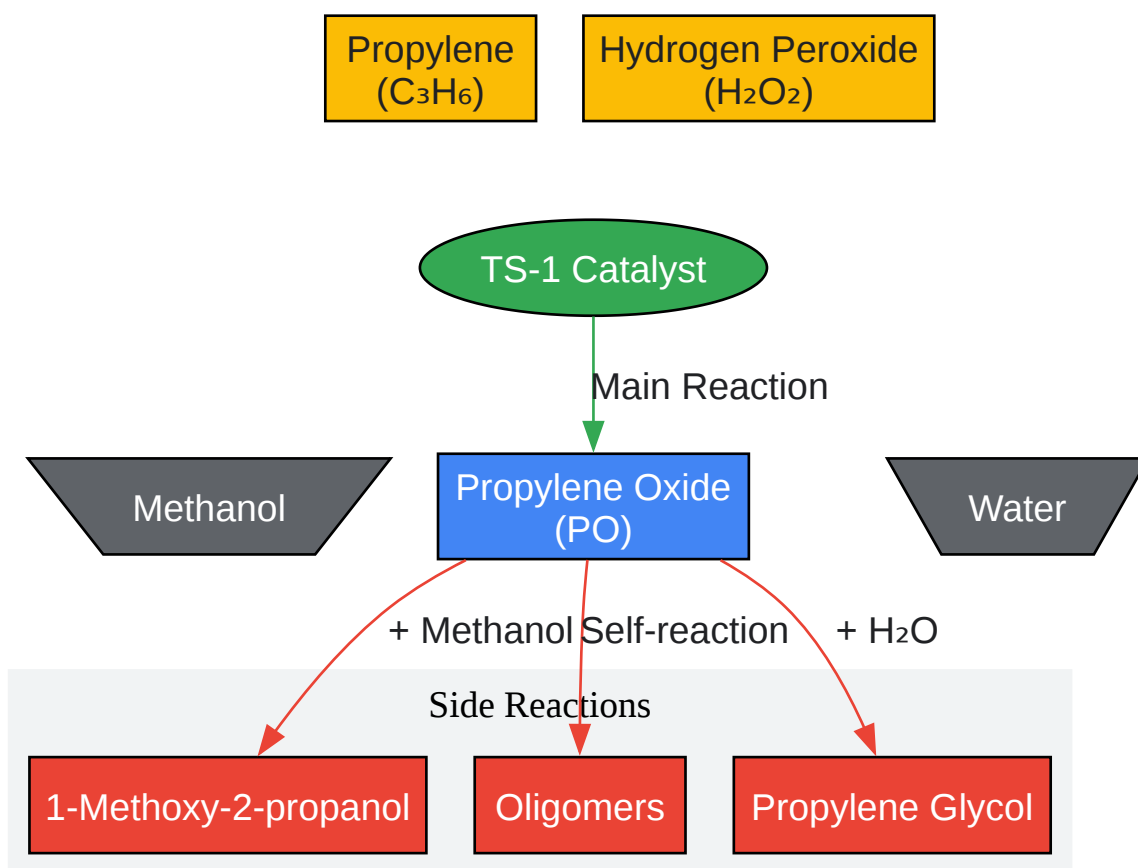 Propylene
(C₃H₆)
Hydrogen Peroxide
(H₂O₂)
TS-1 Catalyst
Main Reaction
Methanol
Propylene Oxide
(PO)
Water
+ Methanol
Self-reaction
+ H₂O
Side Reactions
1-Methoxy-2-propanol
Oligomers
Propylene Glycol